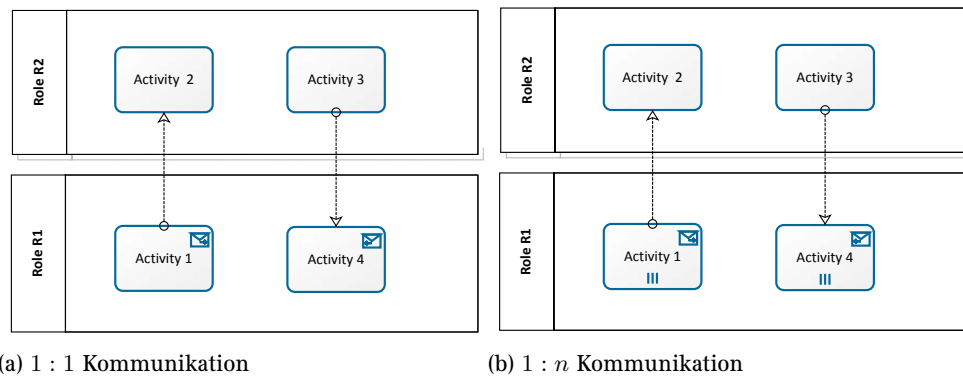 Role R2
Activity 2
Activity 3
Role R1
Activity 1
Activity 4
(a) 1 : 1 Kommunikation
Role R2
Activity 2
Activity 3
Role R1
Activity 1
Activity 4
(b) 1 : n Kommunikation